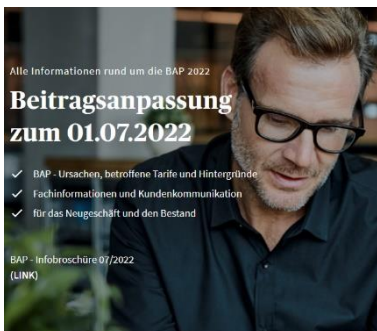 Alle Informationen rund um die BAP 2022
Beitragsanpassung
zum 01.07.2022
BAP - Ursachen, betroffene Tarife und Hintergründe
Fachinformationen und Kundenkommunikation
für das Neugeschäft und den Bestand
BAP - Infobroschüre 07/2022
(LINK)